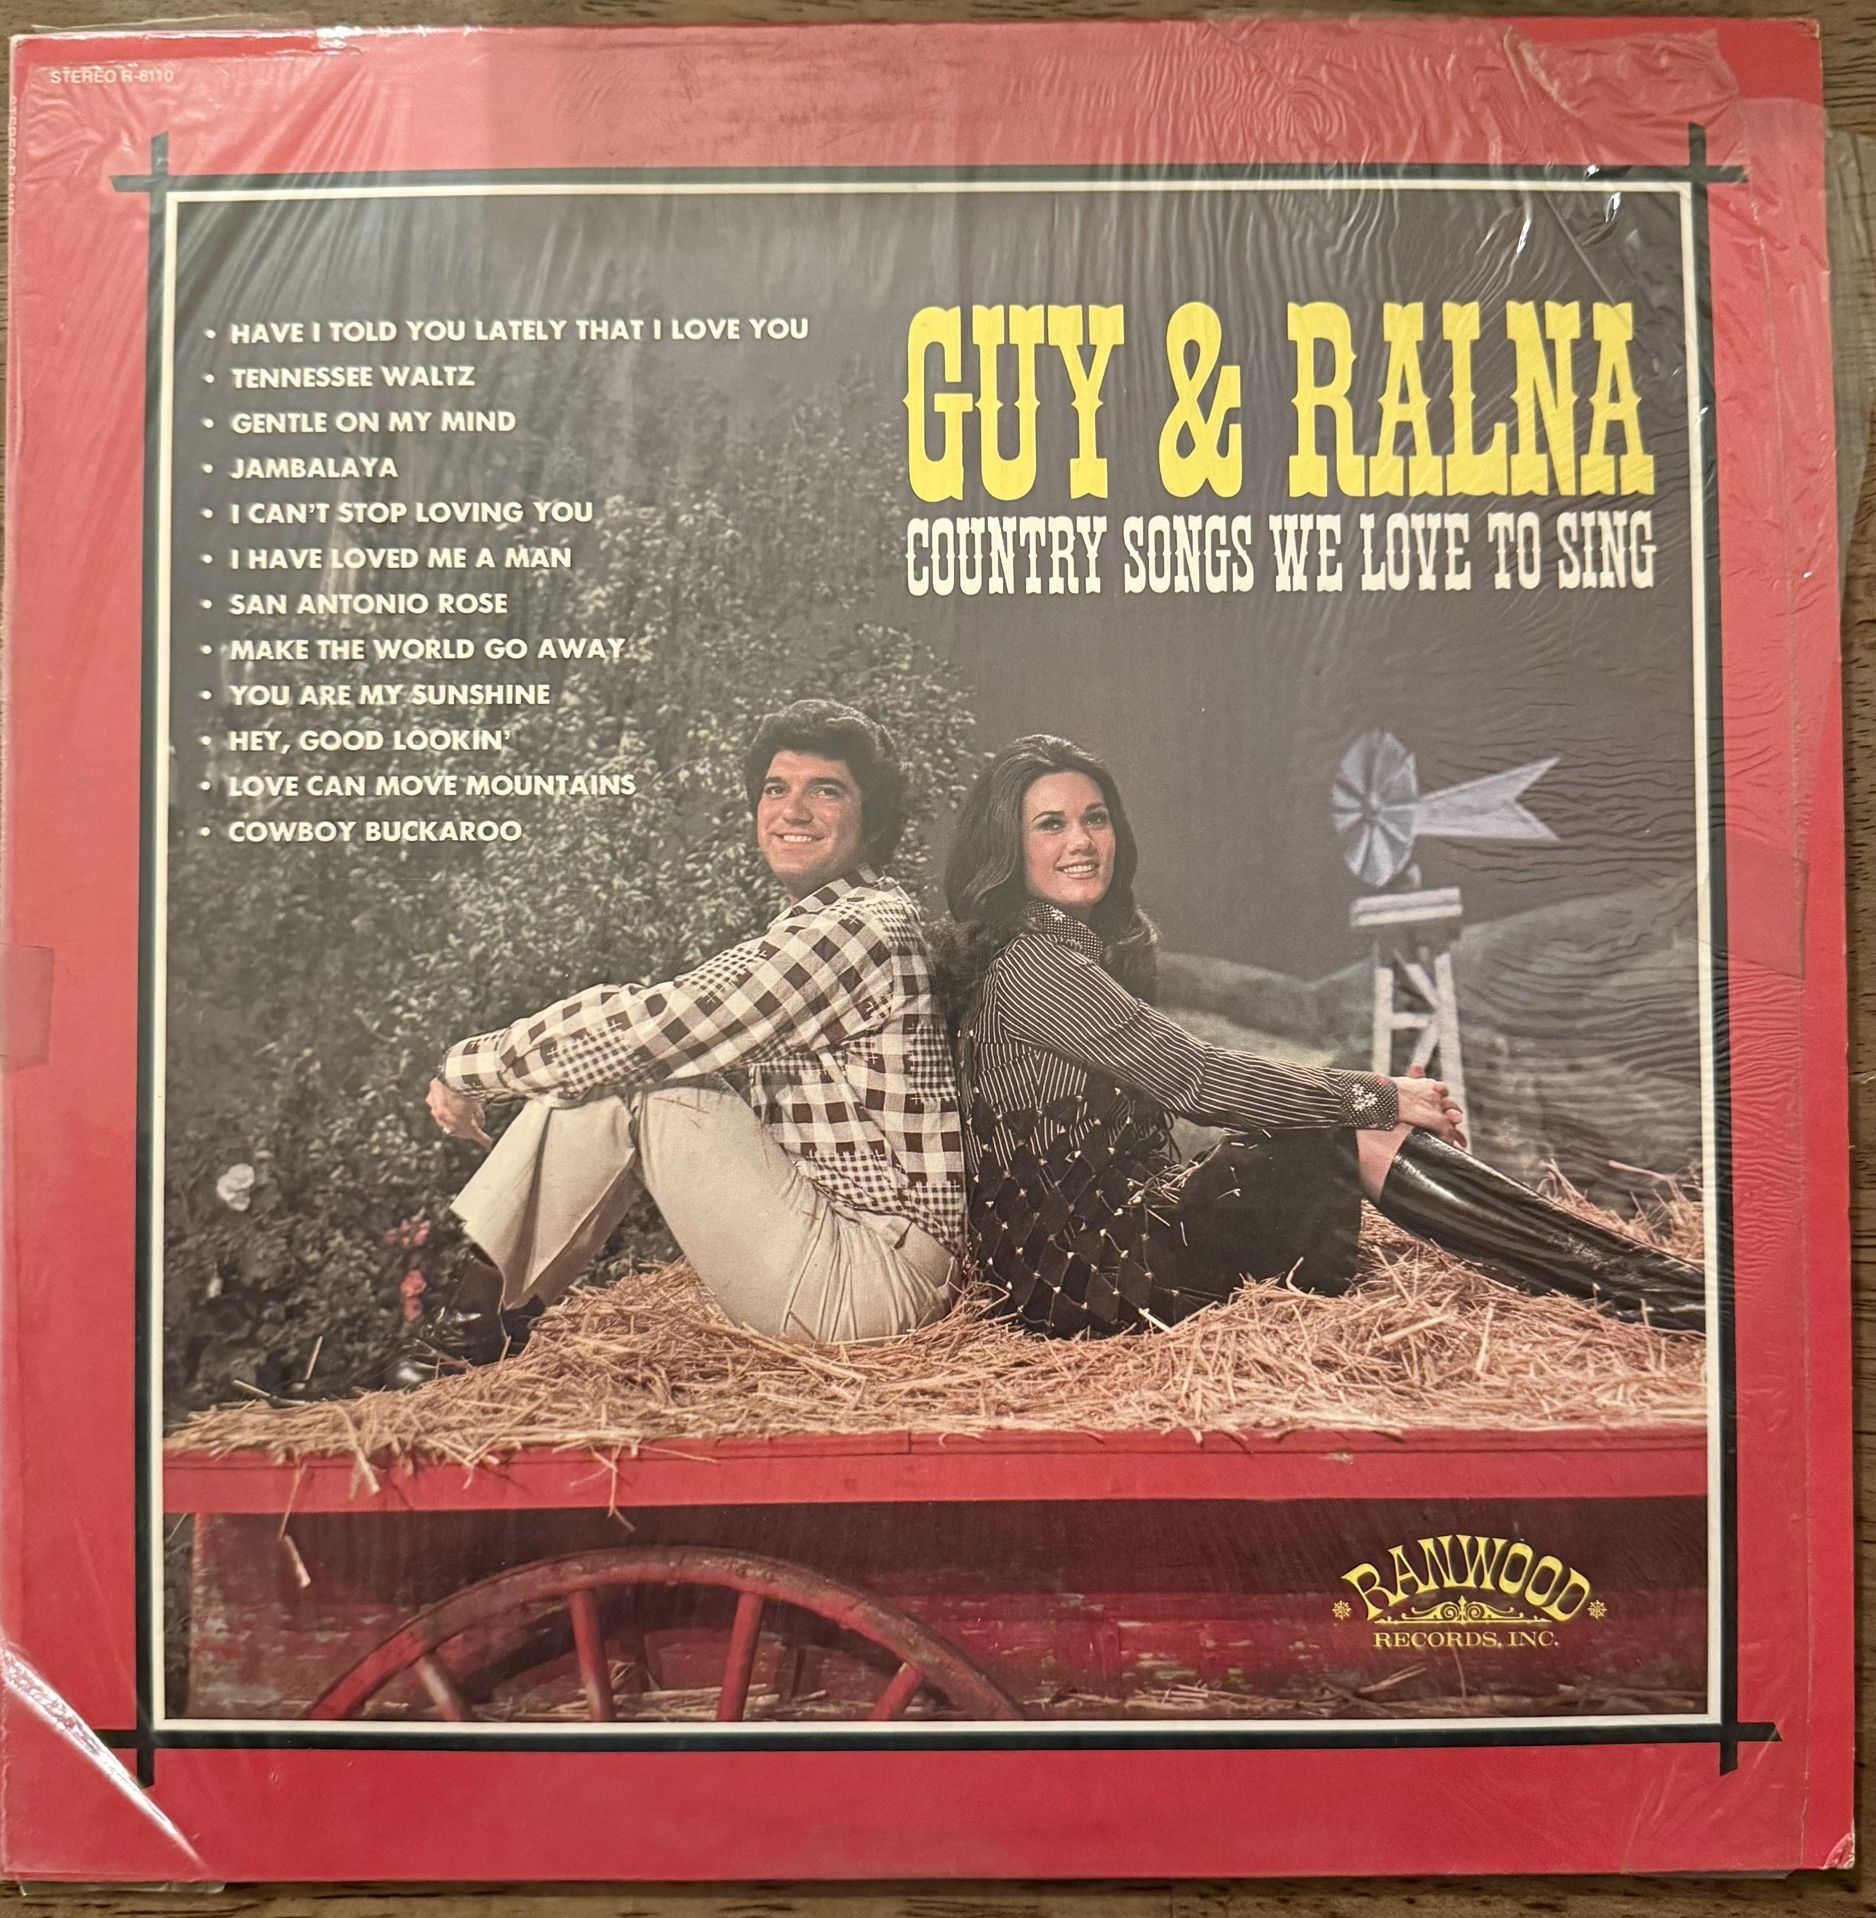 STEREO R-8110
• HAVE I TOLD YOU LATELY THAT I LOVE YOU
• TENNESSEE WALTZ
• GENTLE ON MY MIND
• JAMBALAYA
• I CAN'T STOP LOVING YOU
• I HAVE LOVED ME A MAN
• SAN ANTONIO ROSE
• MAKE THE WORLD GO AWAY
• YOU ARE MY SUNSHINE
• HEY, GOOD LOOKIN'
• LOVE CAN MOVE MOUNTAINS
• COWBOY BUCKAROO
GUY & RALNA
COUNTRY SONGS WE LOVE TO SING
RANWOOD
RECORDS, INC.